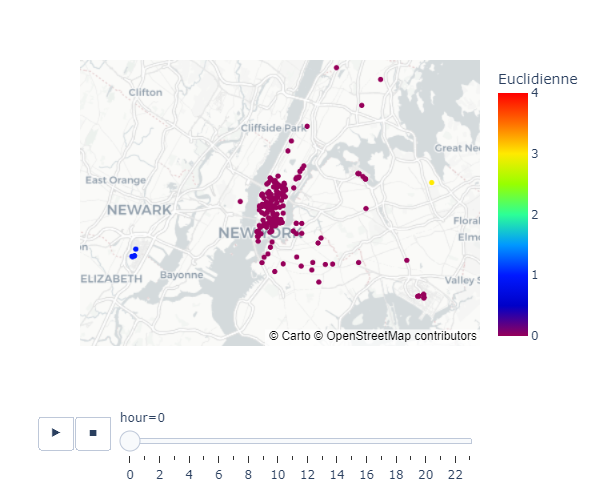 Euclidienne
Clifton
4
Cliffside Park
Great Nec
3
East Orange
NEWARK
2
Floral
NEW YORK
Elmo
n
1
ELIZABETH
Bayonne
Valley S
0
© Carto © OpenStreetMap contributors
hour=0
0 2 4 6 8 10 12 14 16 18 20 22